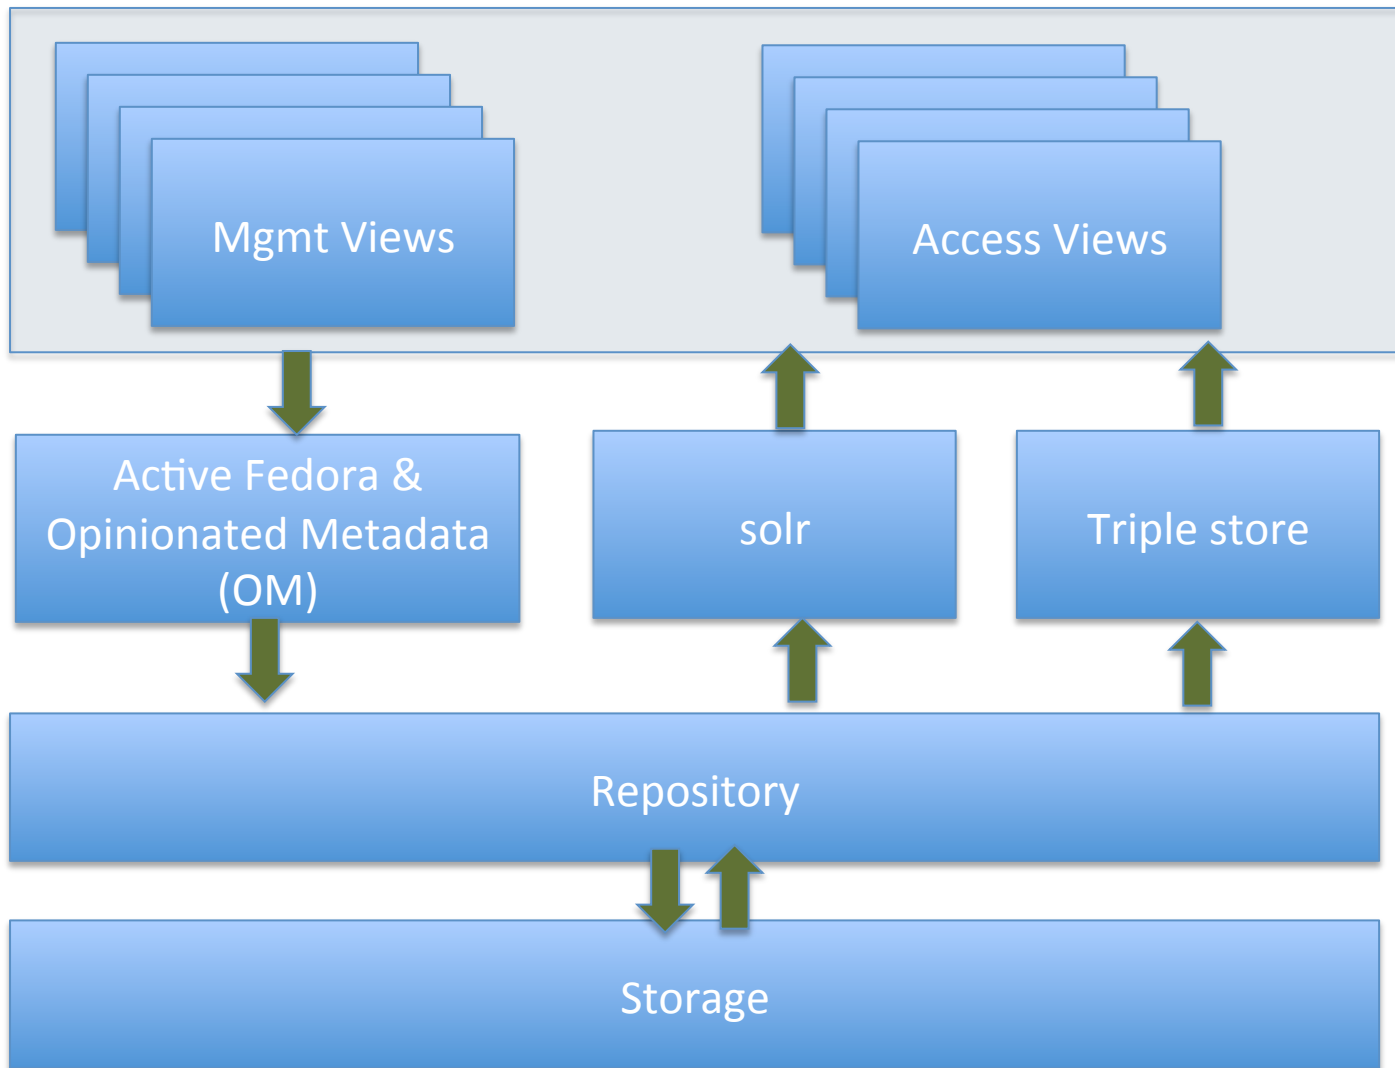 Mgmt Views
Access Views
Active Fedora &
Opinionated Metadata
(OM)
solr
Triple store
Repository
Storage